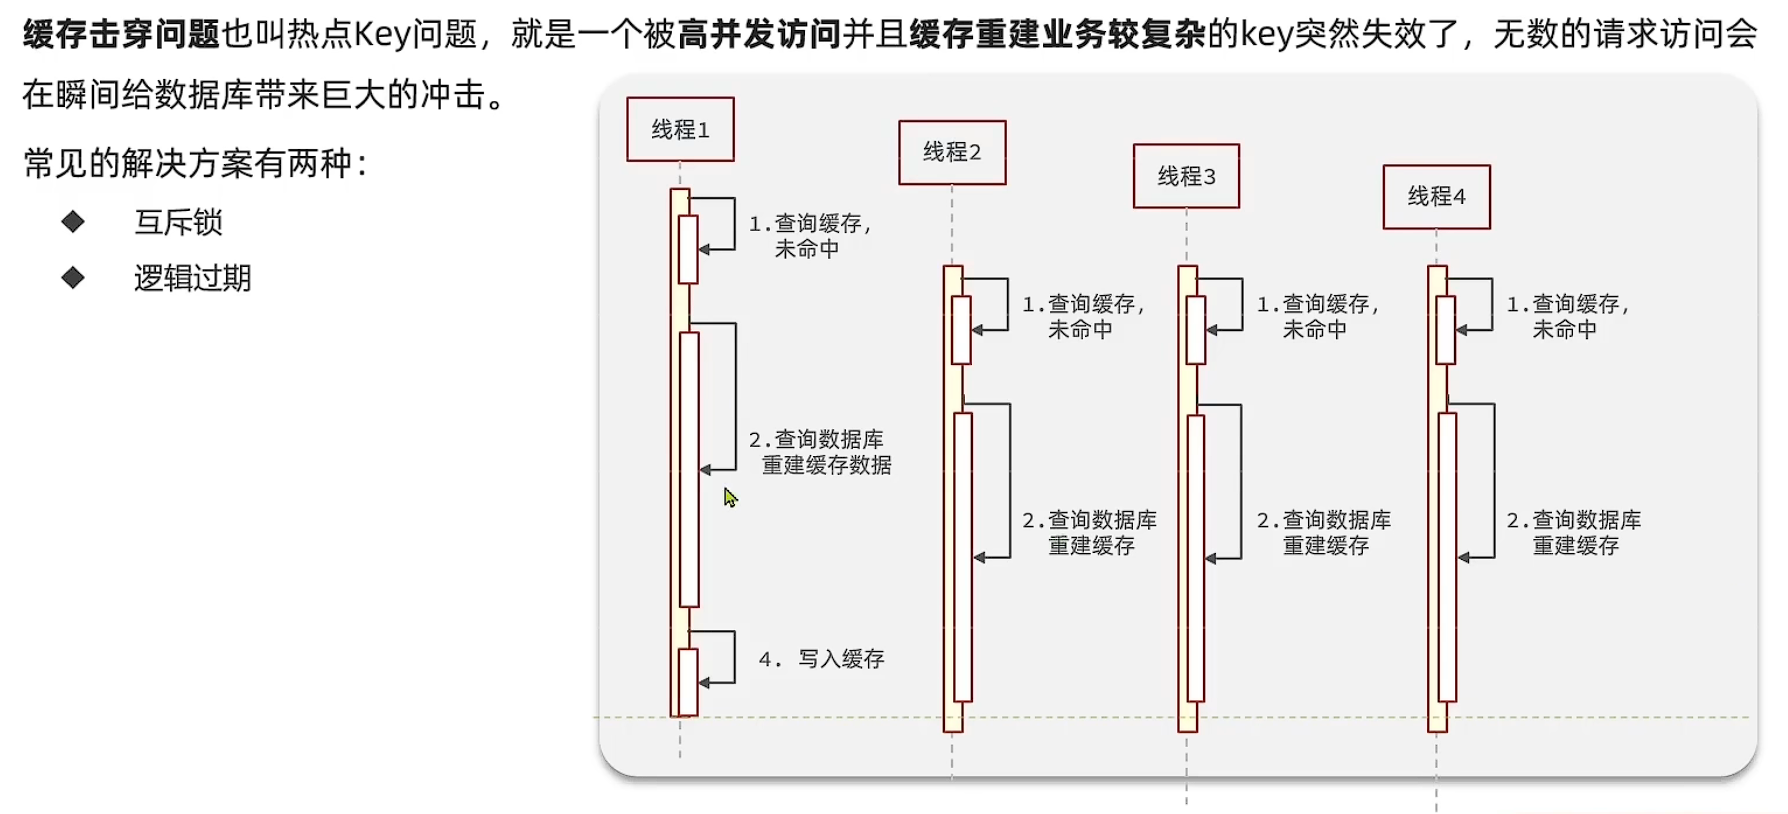 缓存击穿问题也叫热点Key问题，就是一个被高并发访问并且缓存重建业务较复杂的key突然失效了，无数的请求访问会
在瞬间给数据库带来巨大的冲击。
常见的解决方案有两种：
互斥锁
逻辑过期
线程1
1.查询缓存，
未命中
2.查询数据库
重建缓存数据
4. 写入缓存
线程2
1.查询缓存，
未命中
2.查询数据库
重建缓存
线程3
1.查询缓存，
未命中
2.查询数据库
重建缓存
线程4
1.查询缓存，
未命中
2.查询数据库
重建缓存